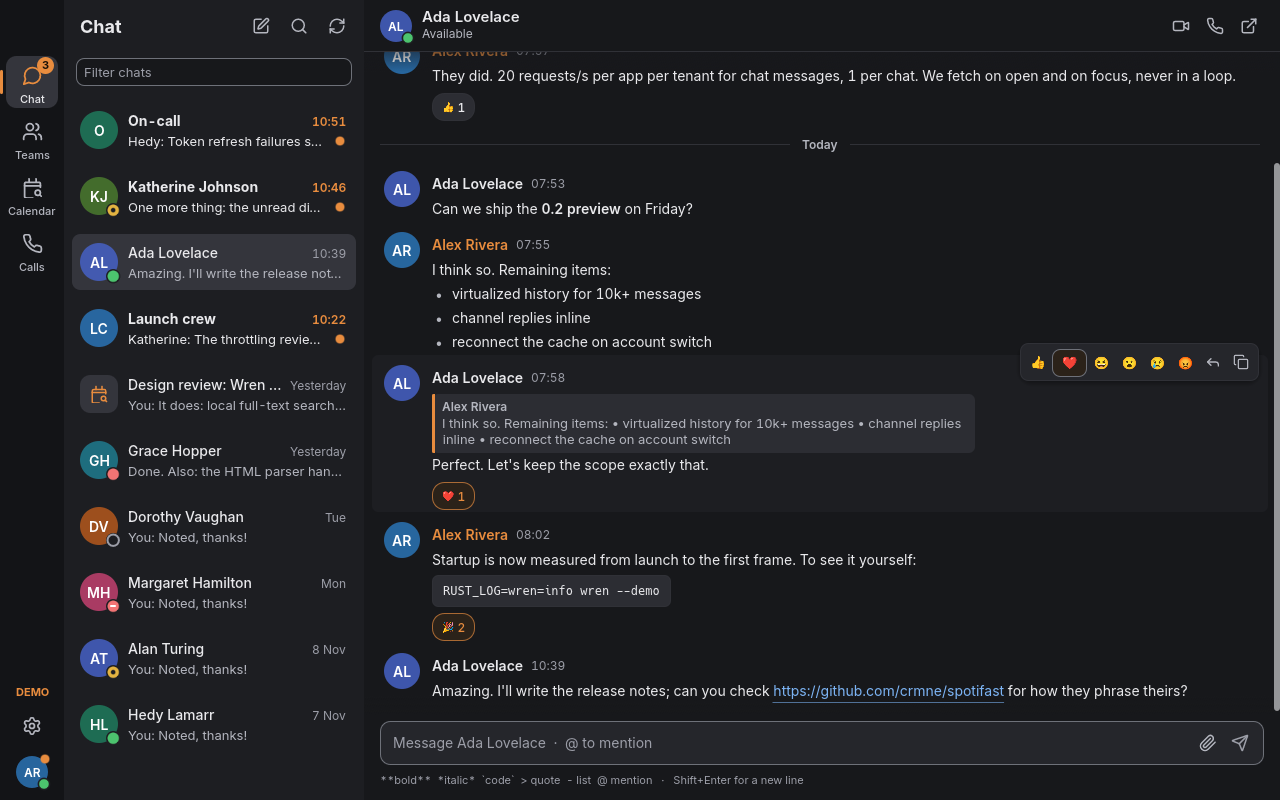 Chat
Filter chats
3
Chat
Teams
Calendar
Calls
DEMO
AR
O
On-call
10:51
Hedy: Token refresh failures s...
KJ
Katherine Johnson
10:46
One more thing: the unread di...
AL
Ada Lovelace
10:39
Amazing. I'll write the release not...
LC
Launch crew
10:22
Katherine: The throttling revie...
Design review: Wren ...
Yesterday
You: It does: local full-text search...
GH
Grace Hopper
Yesterday
Done. Also: the HTML parser han...
DV
Dorothy Vaughan
Tue
You: Noted, thanks!
MH
Margaret Hamilton
Mon
You: Noted, thanks!
AT
Alan Turing
8 Nov
You: Noted, thanks!
HL
Hedy Lamarr
7 Nov
You: Noted, thanks!
AL
Ada Lovelace
Available
AR
Alex Rivera 07:37
They did. 20 requests/s per app per tenant for chat messages, 1 per chat. We fetch on open and on focus, never in a loop.
👍 1
Today
AL
Ada Lovelace 07:53
Can we ship the 0.2 preview on Friday?
AR
Alex Rivera 07:55
I think so. Remaining items:
• virtualized history for 10k+ messages
• channel replies inline
• reconnect the cache on account switch
👍 ❤️ 😆 😮 😢 😡
AL
Ada Lovelace 07:58
Alex Rivera
I think so. Remaining items: • virtualized history for 10k+ messages • channel replies
inline • reconnect the cache on account switch
Perfect. Let's keep the scope exactly that.
❤️ 1
AR
Alex Rivera 08:02
Startup is now measured from launch to the first frame. To see it yourself:
RUST_LOG=wren=info wren --demo
🎉 2
AL
Ada Lovelace 10:39
Amazing. I'll write the release notes; can you check https://github.com/crmne/spotifast for how they phrase theirs?
Message Ada Lovelace · @ to mention
**bold** *italic* `code` > quote - list @ mention · Shift+Enter for a new line